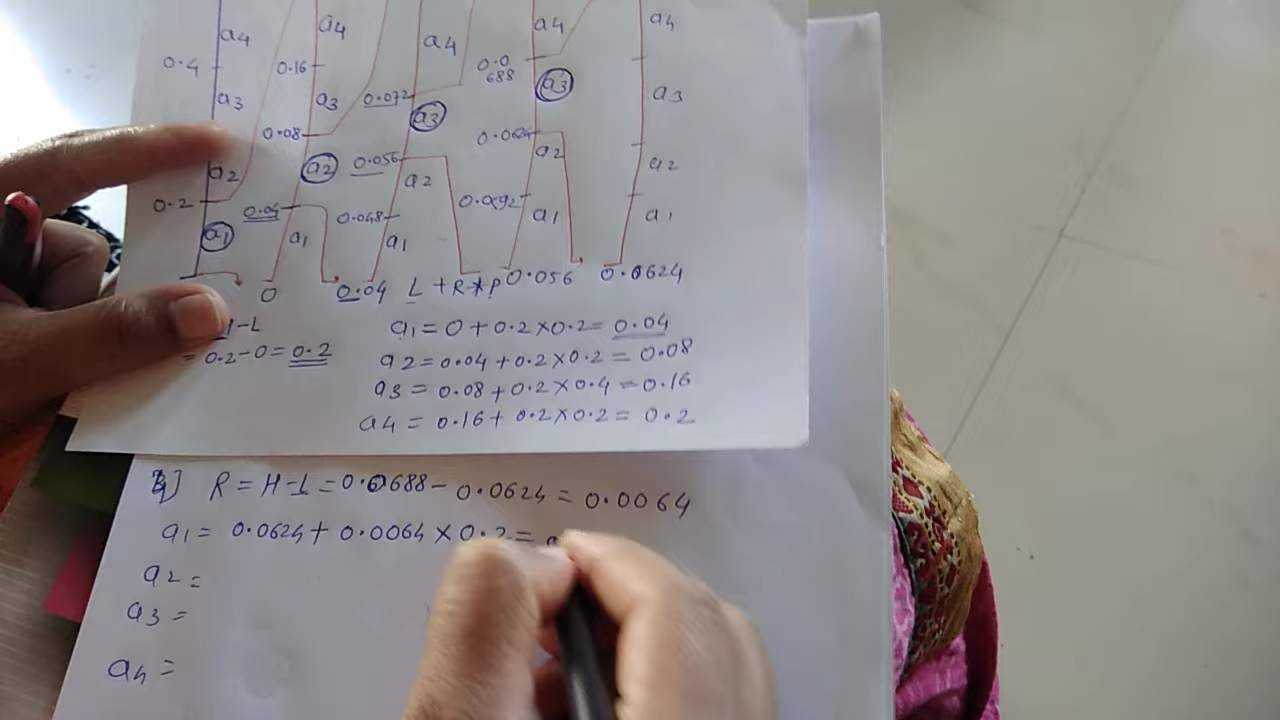 a4 a4 a4 a4 a4
0.4 0.16 0.0688
a3 a3 0.072 a3 a3 a3
0.08 0.0624
a2 a2 0.056 a2 a2 a2
0.2 0.04 0.048 0.0592
a1 a1 a1 a1 a1
0 0.04 L + R*P 0.056 0.0624
-L a1 = 0 + 0.2 × 0.2 = 0.04
= 0.2 - 0 = 0.2 a2 = 0.04 + 0.2 × 0.2 = 0.08
a3 = 0.08 + 0.2 × 0.4 = 0.16
a4 = 0.16 + 0.2 × 0.2 = 0.2
4] R = H - L = 0.0688 - 0.0624 = 0.0064
a1 = 0.0624 + 0.0064 × 0.2 =
a2 =
a3 =
a4 =